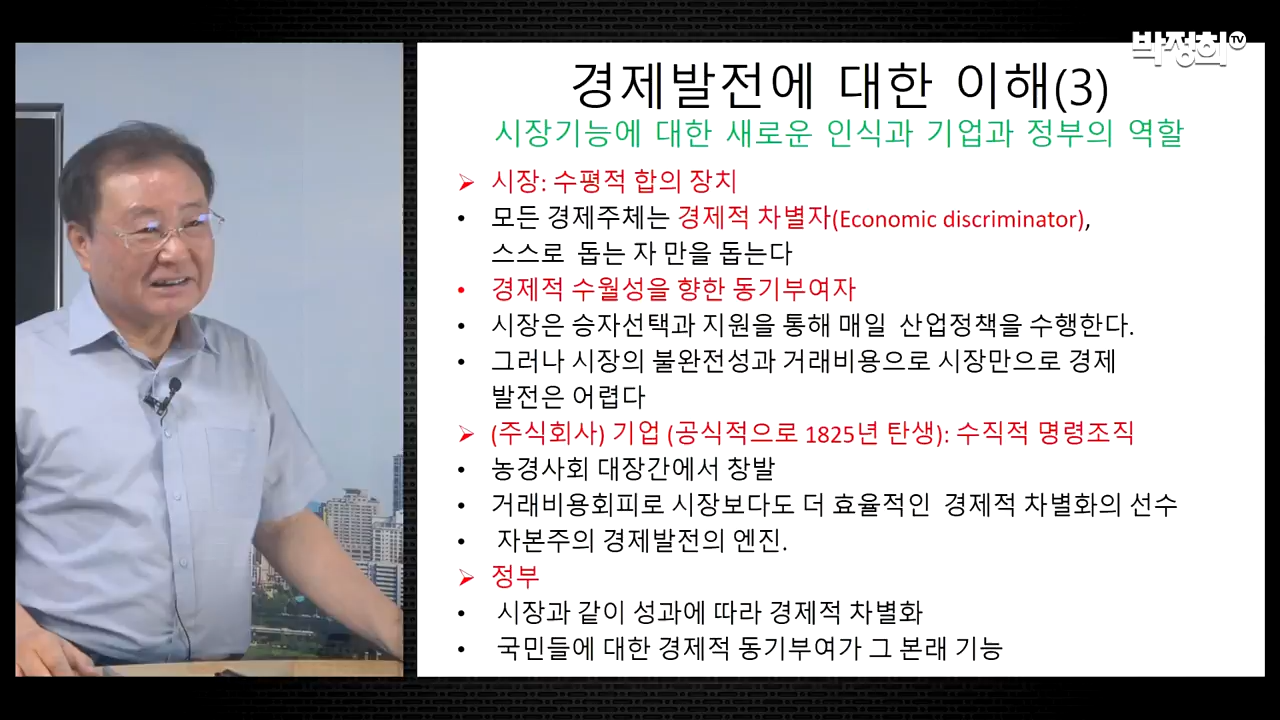 박정희TV
경제발전에 대한 이해(3)
시장기능에 대한 새로운 인식과 기업과 정부의 역할
➢ 시장: 수평적 합의 장치
• 모든 경제주체는 경제적 차별자(Economic discriminator),
스스로 돕는 자 만을 돕는다
• 경제적 수월성을 향한 동기부여자
• 시장은 승자선택과 지원을 통해 매일 산업정책을 수행한다.
• 그러나 시장의 불완전성과 거래비용으로 시장만으로 경제
발전은 어렵다
➢ (주식회사) 기업 (공식적으로 1825년 탄생): 수직적 명령조직
• 농경사회 대장간에서 창발
• 거래비용회피로 시장보다도 더 효율적인 경제적 차별화의 선수
• 자본주의 경제발전의 엔진.
➢ 정부
• 시장과 같이 성과에 따라 경제적 차별화
• 국민들에 대한 경제적 동기부여가 그 본래 기능